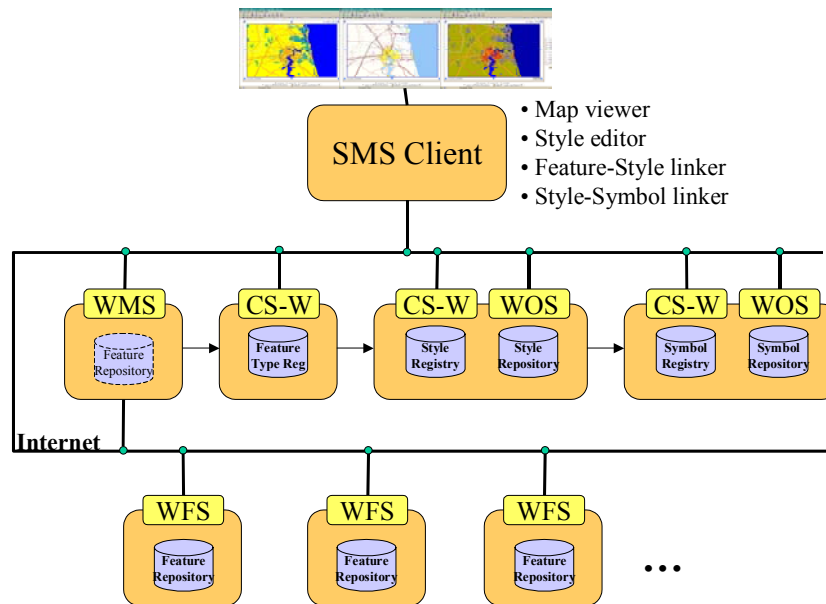 SMS Client
• Map viewer
• Style editor
• Feature-Style linker
• Style-Symbol linker
WMS
CS-W
CS-W
WOS
CS-W
WOS
Feature
Repository
Feature
Type Reg
Style
Registry
Style
Repository
Symbol
Registry
Symbol
Repository
Internet
WFS
WFS
WFS
Feature
Repository
Feature
Repository
Feature
Repository
...